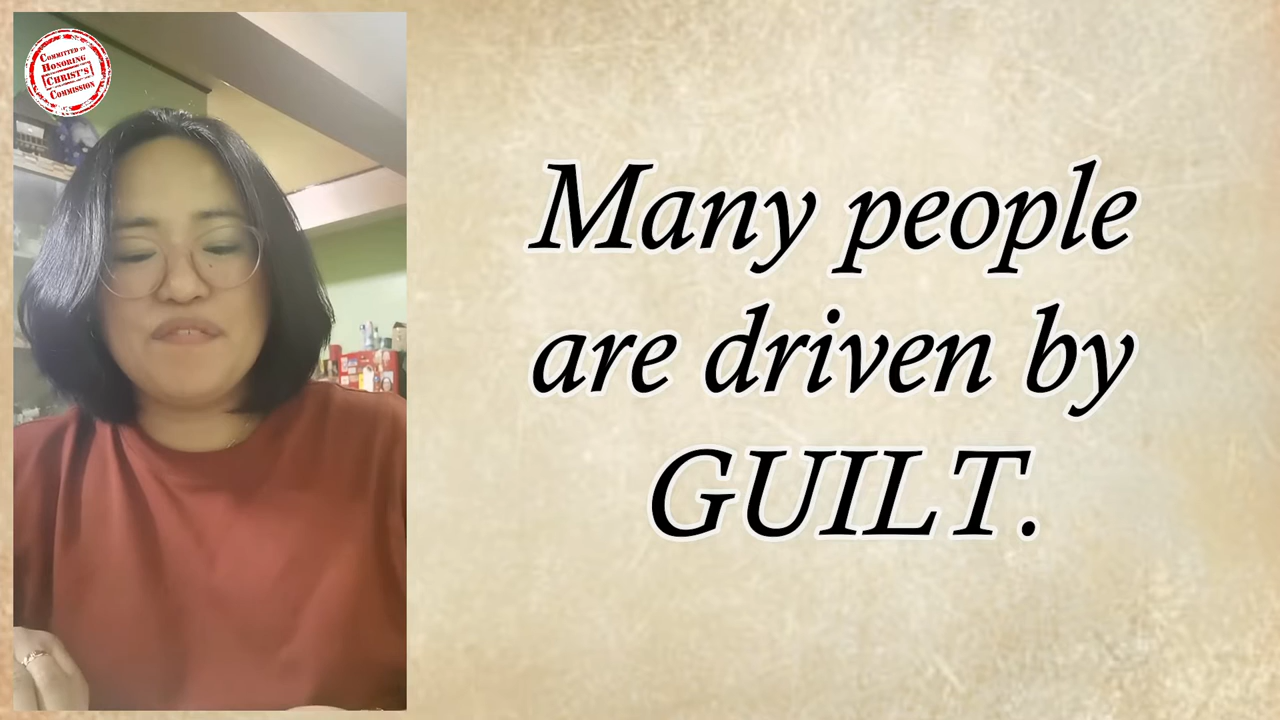 COMMITTED TO
HONORING
CHRIST'S
COMMISSION
Many people
are driven by
GUILT.